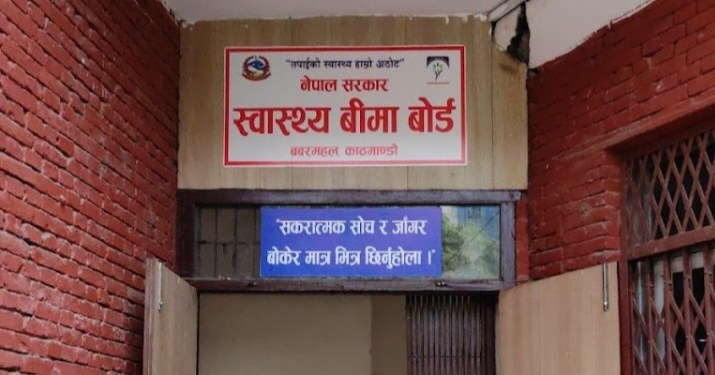 "तपाईको स्वास्थ्य हाम्रो अठोट"
नेपाल सरकार
स्वास्थ्य बीमा बोर्ड
बबरमहल, काठमाण्डौ
"सकरात्मक सोच र जाँगर
बोकेर मात्र भित्र छिर्नुहोला ।"